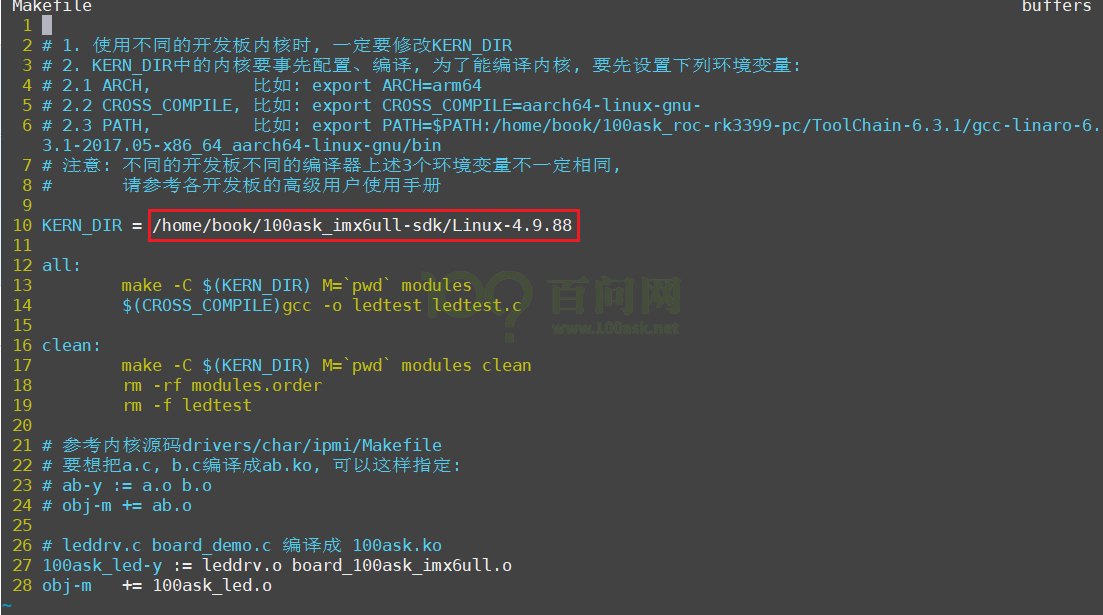 Makefile buffers
1
2 # 1. 使用不同的开发板内核时, 一定要修改KERN_DIR
3 # 2. KERN_DIR中的内核要事先配置、编译, 为了能编译内核, 要先设置下列环境变量:
4 # 2.1 ARCH, 比如: export ARCH=arm64
5 # 2.2 CROSS_COMPILE, 比如: export CROSS_COMPILE=aarch64-linux-gnu-
6 # 2.3 PATH, 比如: export PATH=$PATH:/home/book/100ask_roc-rk3399-pc/ToolChain-6.3.1/gcc-linaro-6.
3.1-2017.05-x86_64_aarch64-linux-gnu/bin
7 # 注意: 不同的开发板不同的编译器上述3个环境变量不一定相同,
8 # 请参考各开发板的高级用户使用手册
9
10 KERN_DIR = /home/book/100ask_imx6ull-sdk/Linux-4.9.88
11
12 all:
13 make -C $(KERN_DIR) M=`pwd` modules
14 $(CROSS_COMPILE)gcc -o ledtest ledtest.c
15
16 clean:
17 make -C $(KERN_DIR) M=`pwd` modules clean
18 rm -rf modules.order
19 rm -f ledtest
20
21 # 参考内核源码drivers/char/ipmi/Makefile
22 # 要想把a.c, b.c编译成ab.ko, 可以这样指定:
23 # ab-y := a.o b.o
24 # obj-m += ab.o
25
26 # leddrv.c board_demo.c 编译成 100ask.ko
27 100ask_led-y := leddrv.o board_100ask_imx6ull.o
28 obj-m += 100ask_led.o
~
百问网
www.100ask.net